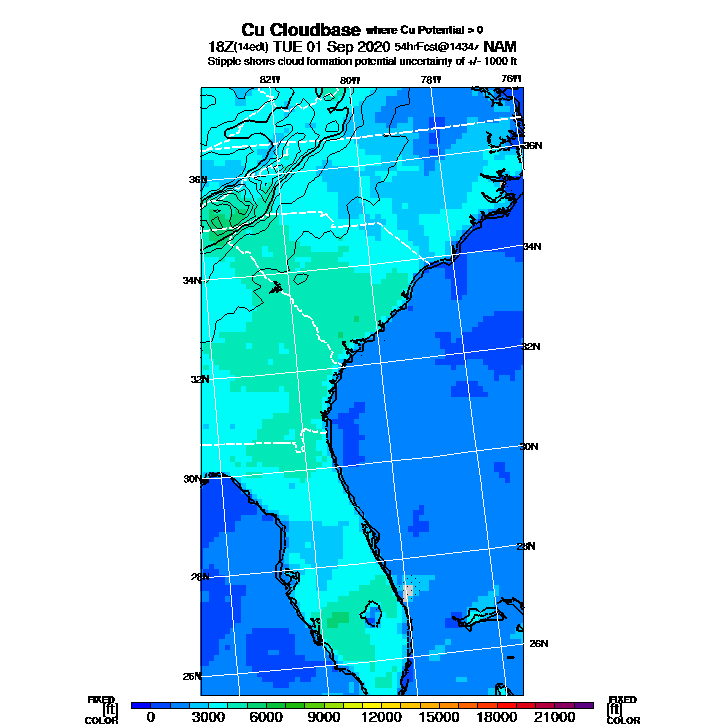 Cu Cloudbase where Cu Potential > 0
18Z(14edt) TUE 01 Sep 2020 54hrFcst@1434z NAM
Stipple shows cloud formation potential uncertainty of +/- 1000 ft
82W 80W 78W 76W
36N
36N
34N
34N
32N
32N
30N
30N
28N
28N
26N
26N
FIXED FIXED
[ft] [ft]
COLOR COLOR
0 3000 6000 9000 12000 15000 18000 21000